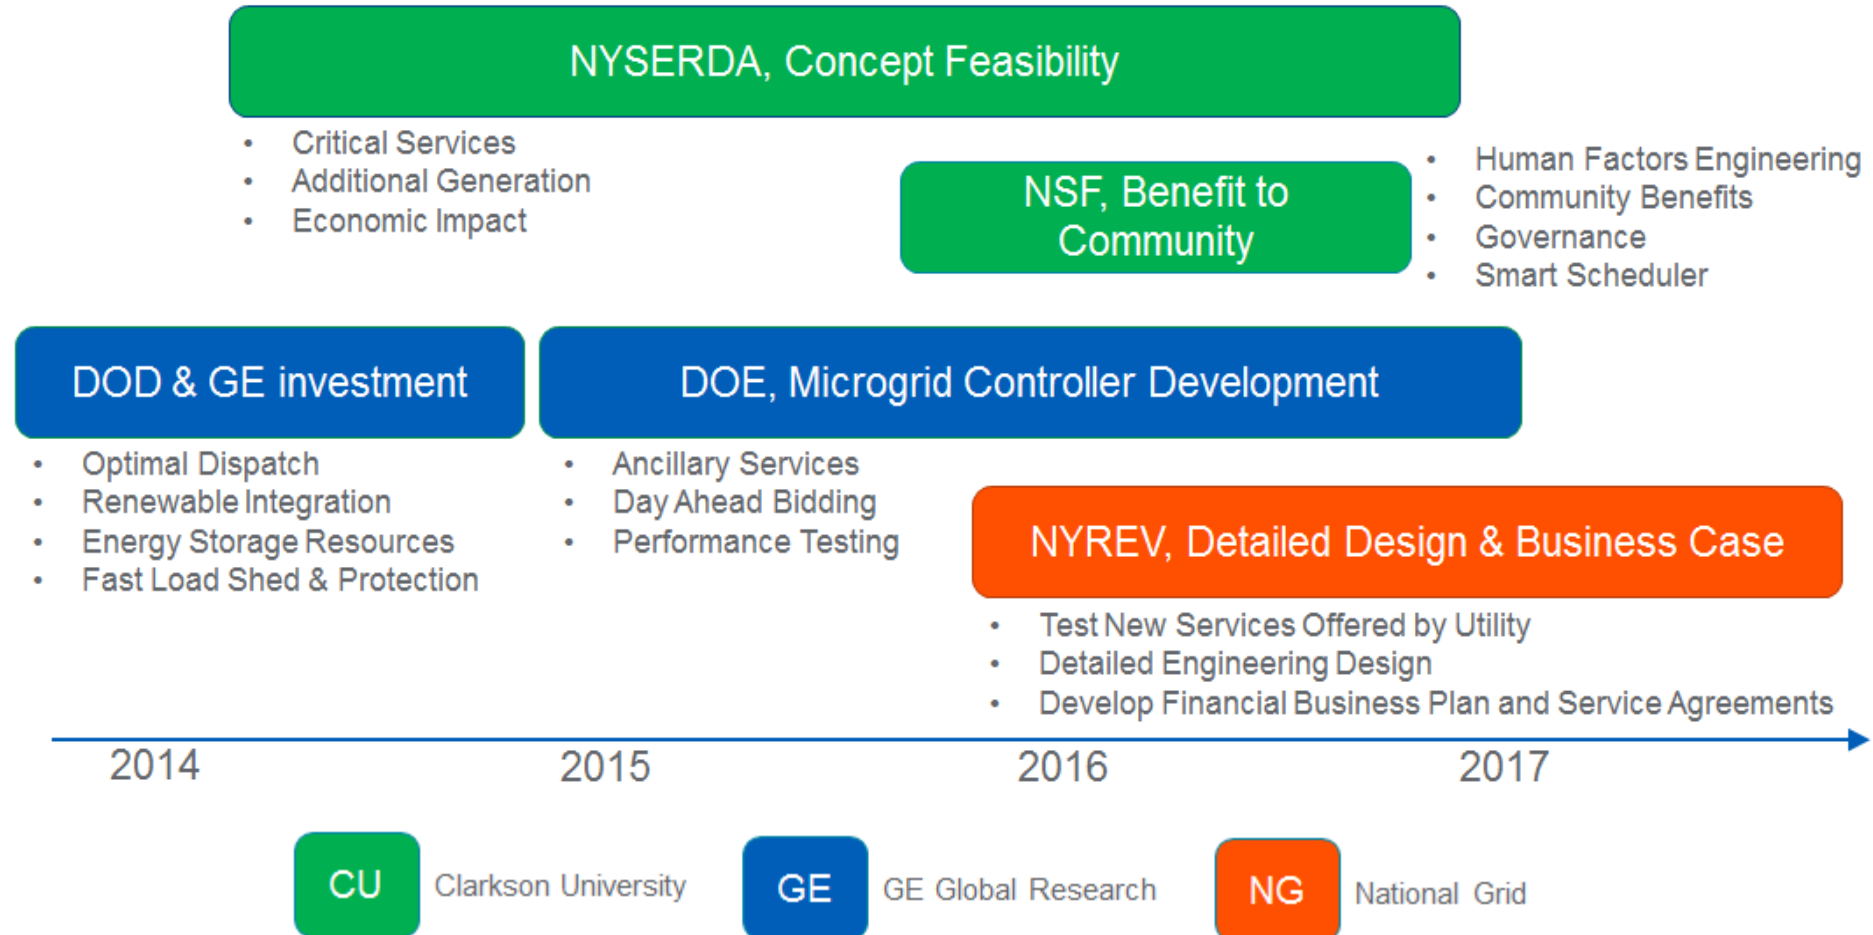 NYSERDA, Concept Feasibility
• Critical Services
• Additional Generation
• Economic Impact
NSF, Benefit to
Community
• Human Factors Engineering
• Community Benefits
• Governance
• Smart Scheduler
DOD & GE investment
• Optimal Dispatch
• Renewable Integration
• Energy Storage Resources
• Fast Load Shed & Protection
DOE, Microgrid Controller Development
• Ancillary Services
• Day Ahead Bidding
• Performance Testing
NYREV, Detailed Design & Business Case
• Test New Services Offered by Utility
• Detailed Engineering Design
• Develop Financial Business Plan and Service Agreements
2014 2015 2016 2017
CU Clarkson University
GE GE Global Research
NG National Grid